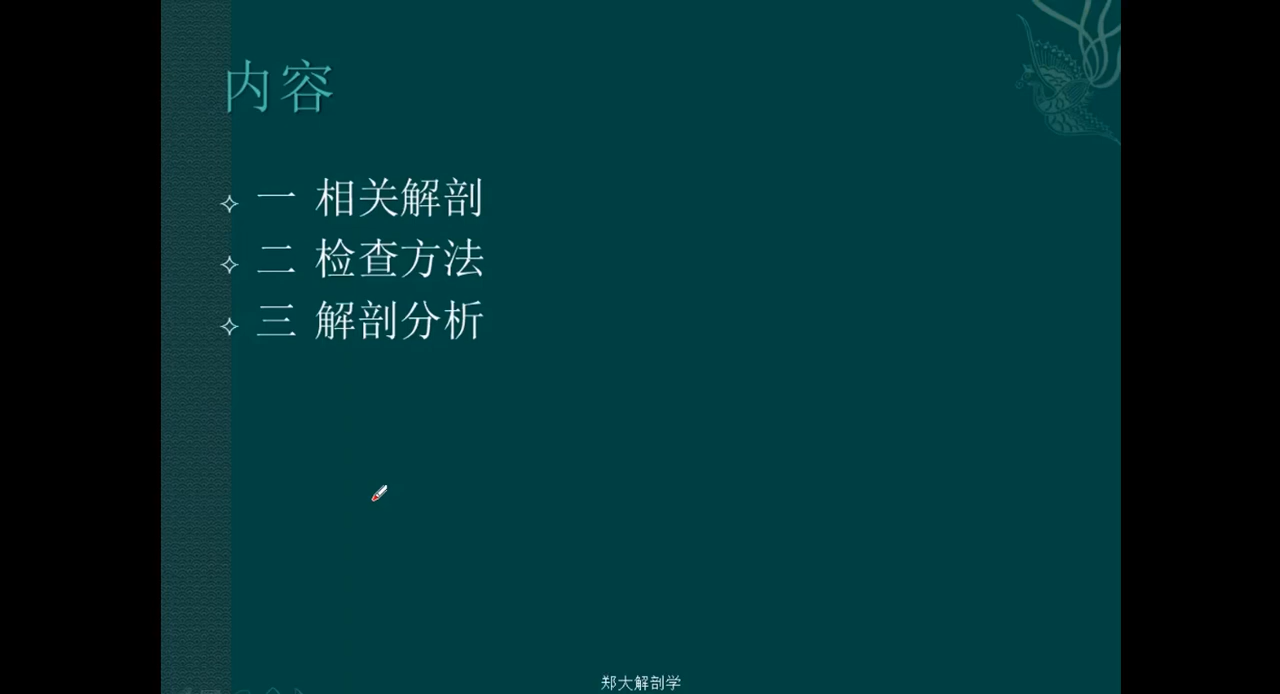 内容
一 相关解剖
二 检查方法
三 解剖分析
郑大解剖学